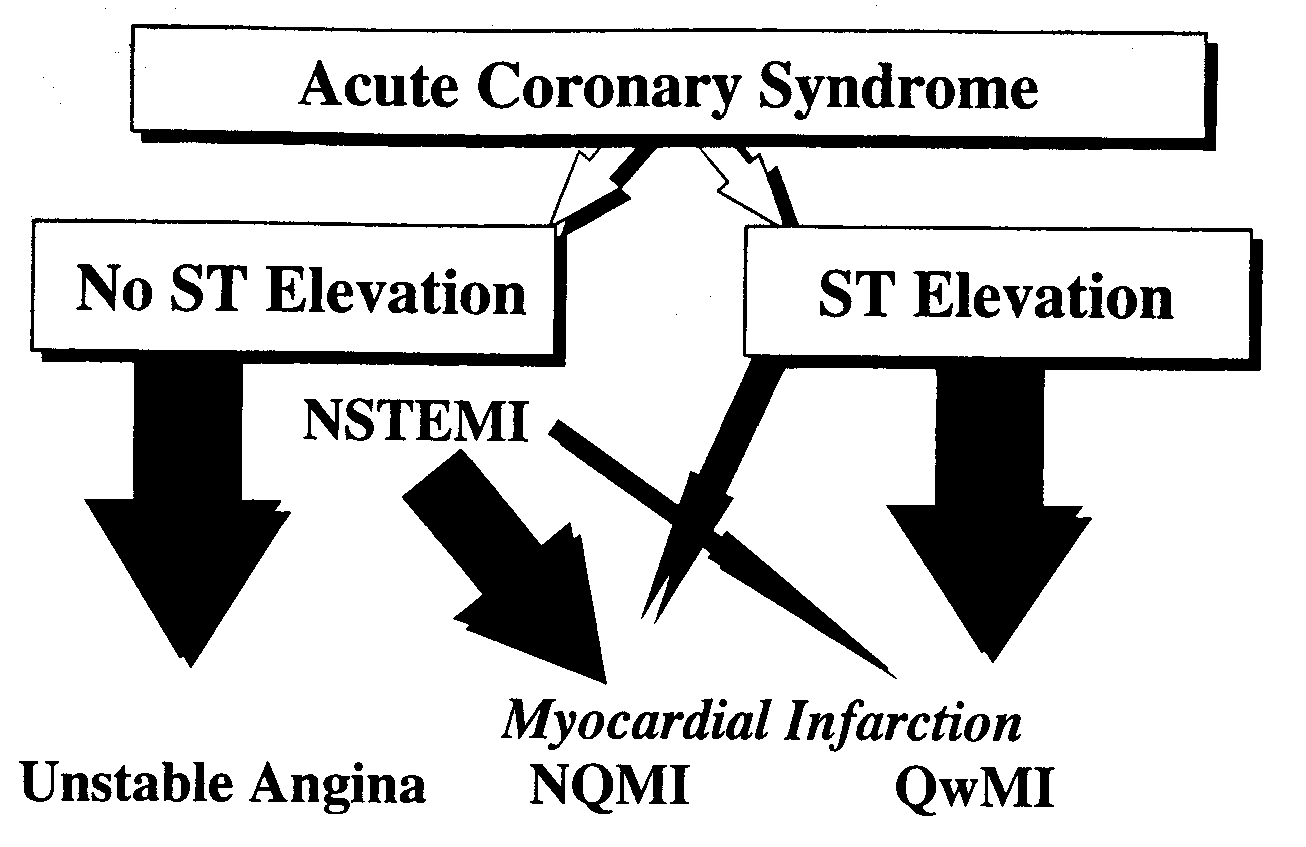 Acute Coronary Syndrome
No ST Elevation
ST Elevation
NSTEMI
Myocardial Infarction
Unstable Angina
NQMI
QwMI